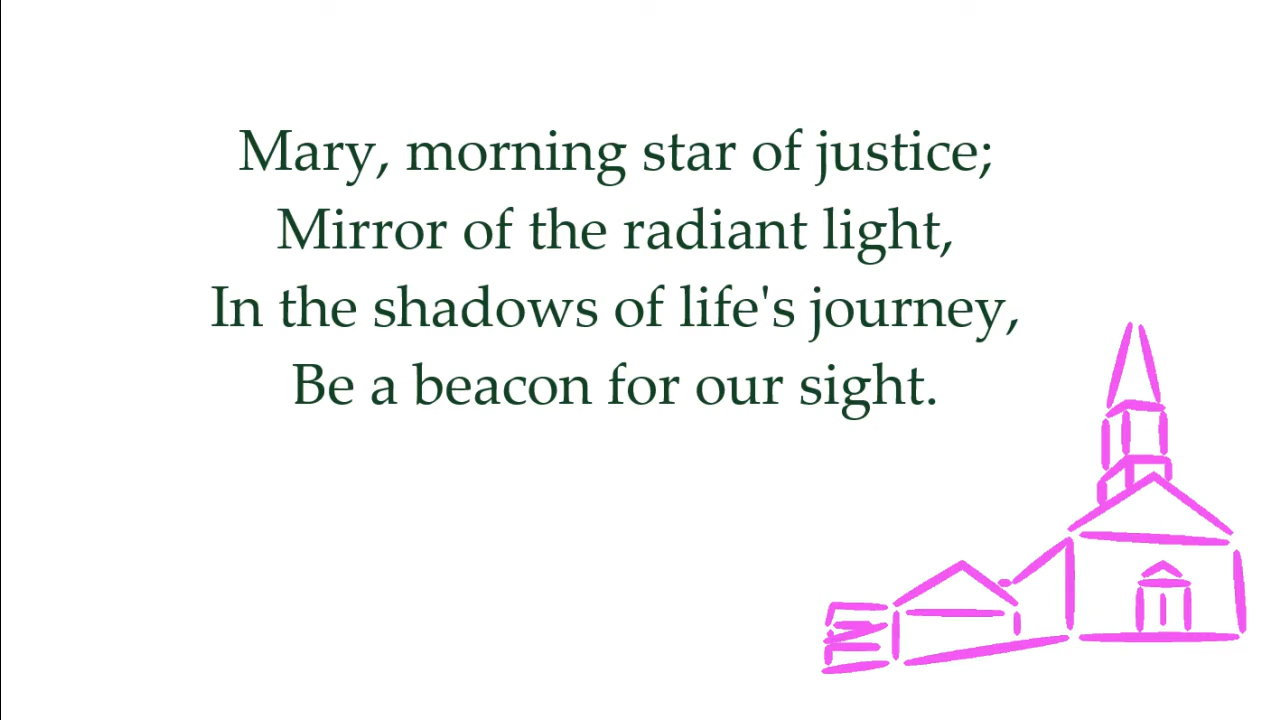 Mary, morning star of justice;
Mirror of the radiant light,
In the shadows of life's journey,
Be a beacon for our sight.